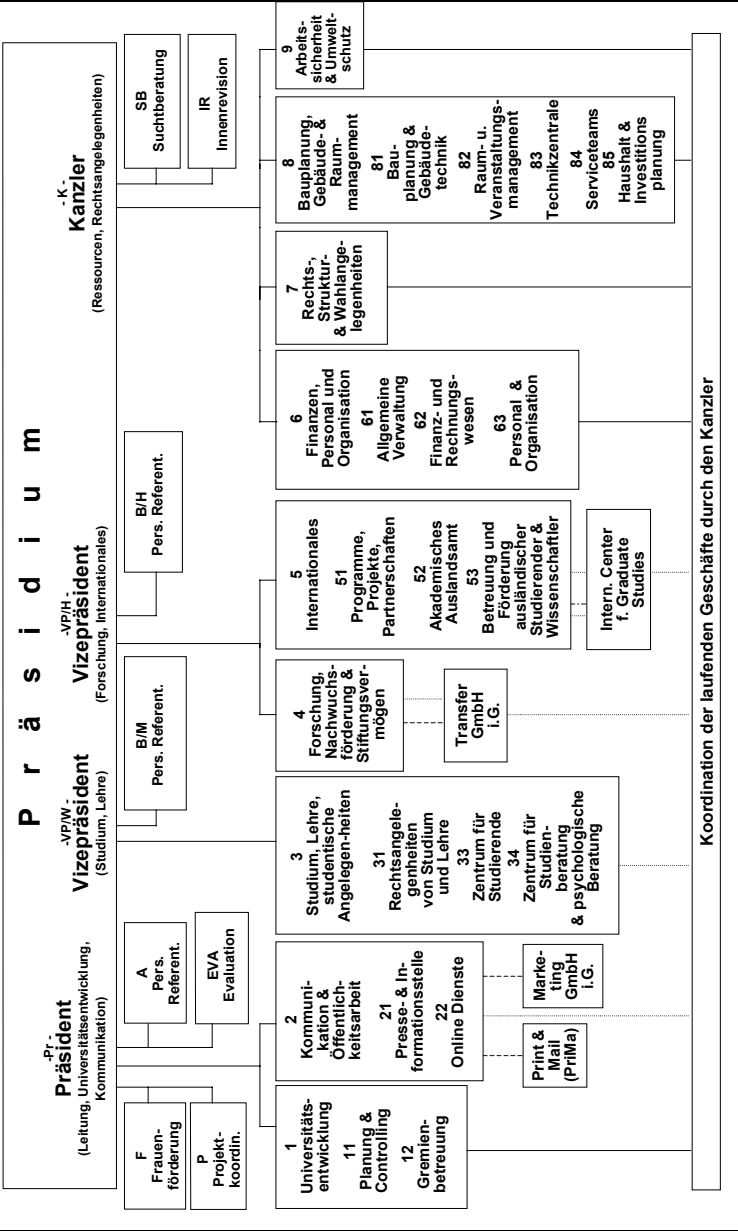 P r ä s i d i u m
-Pr -
Präsident
(Leitung, Universitätsentwicklung,
Kommunikation)
-VP/W -
Vizepräsident
(Studium, Lehre)
-VP/H -
Vizepräsident
(Forschung, Internationales)
- K -
Kanzler
(Ressourcen, Rechtsangelegenheiten)
F
Frauen-
förderung
P
Projekt-
koordin.
A
Pers.
Referent.
EVA
Evaluation
B/M
Pers. Referent.
B/H
Pers. Referent.
SB
Suchtberatung
IR
Innenrevision
1
Universitäts-
entwicklung
11
Planung &
Controlling
12
Gremien-
betreuung
2
Kommuni-
kation &
Öffentlich-
keitsarbeit
21
Presse- & In-
formationsstelle
22
Online Dienste
Print &
Mail
(PriMa)
Marke-
ting
GmbH
i.G.
3
Studium, Lehre,
studentische
Angelegen-heiten
31
Rechtsangele-
genheiten
von Studium
und Lehre
33
Zentrum für
Studierende
34
Zentrum für
Studien-
beratung
& psychologische
Beratung
4
Forschung,
Nachwuchs-
förderung &
Stiftungsver-
mögen
Transfer
GmbH
i.G.
5
Internationales
51
Programme,
Projekte,
Partnerschaften
52
Akademisches
Auslandsamt
53
Betreuung und
Förderung
ausländischer
Studierender &
Wissenschaftler
Intern. Center
f. Graduate
Studies
6
Finanzen,
Personal und
Organisation
61
Allgemeine
Verwaltung
62
Finanz- und
Rechnungs-
wesen
63
Personal &
Organisation
7
Rechts-,
Struktur-
& Wahlange-
legenheiten
8
Bauplanung,
Gebäude- &
Raum-
management
81
Bau-
planung &
Gebäude-
technik
82
Raum- u.
Veranstaltungs-
management
83
Technikzentrale
84
Serviceteams
85
Haushalt &
Investitions
planung
9
Arbeits-
sicherheit
& Umwelt-
schutz
Koordination der laufenden Geschäfte durch den Kanzler